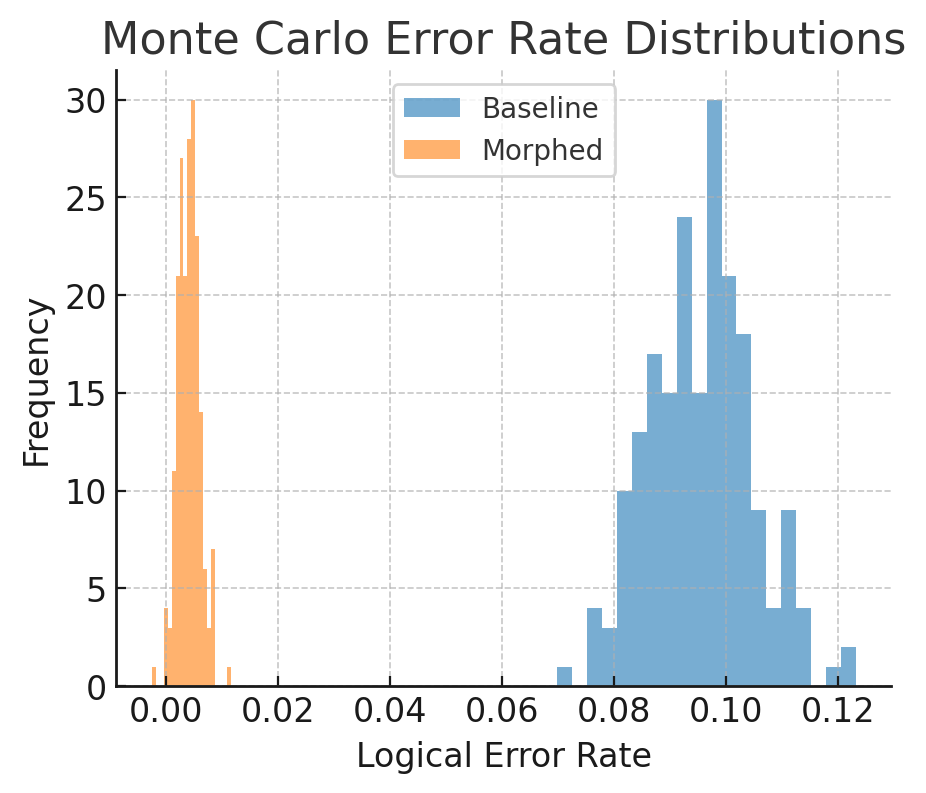 Monte Carlo Error Rate Distributions
Baseline
Morphed
Frequency
30
25
20
15
10
5
0
0.00 0.02 0.04 0.06 0.08 0.10 0.12
Logical Error Rate